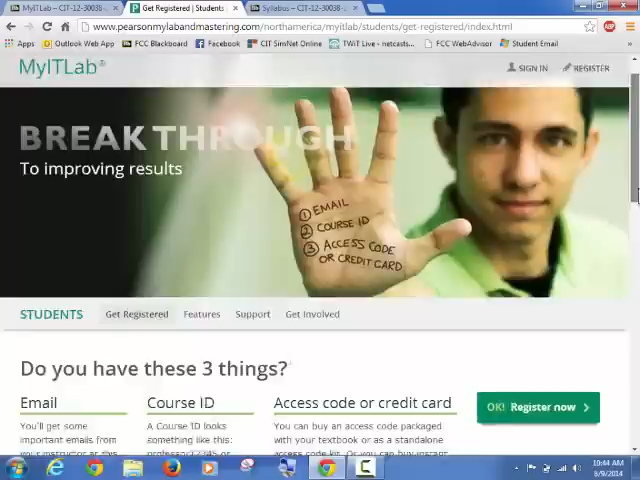 MyITLab – CIT-12-30038-
Get Registered | Students
Syllabus – CIT-12-30038-
www.pearsonmylabandmastering.com/northamerica/myitlab/students/get-registered/index.html
Apps
Outlook Web App
FCC Blackboard
Facebook
CIT SimNet Online
TWiT Live - netcasts...
FCC WebAdvisor
Student Email
MyITLab®
SIGN IN
REGISTER
BREAKTHROUGH
To improving results
1 EMAIL
2 COURSE ID
3 ACCESS CODE
OR CREDIT CARD
STUDENTS
Get Registered
Features
Support
Get Involved
Do you have these 3 things?
Email
Course ID
Access code or credit card
OK! Register now
You'll get some
A Course ID looks
You can buy an access code packaged
important emails from
something like this:
with your textbook or as a standalone
10:44 AM
8/9/2014